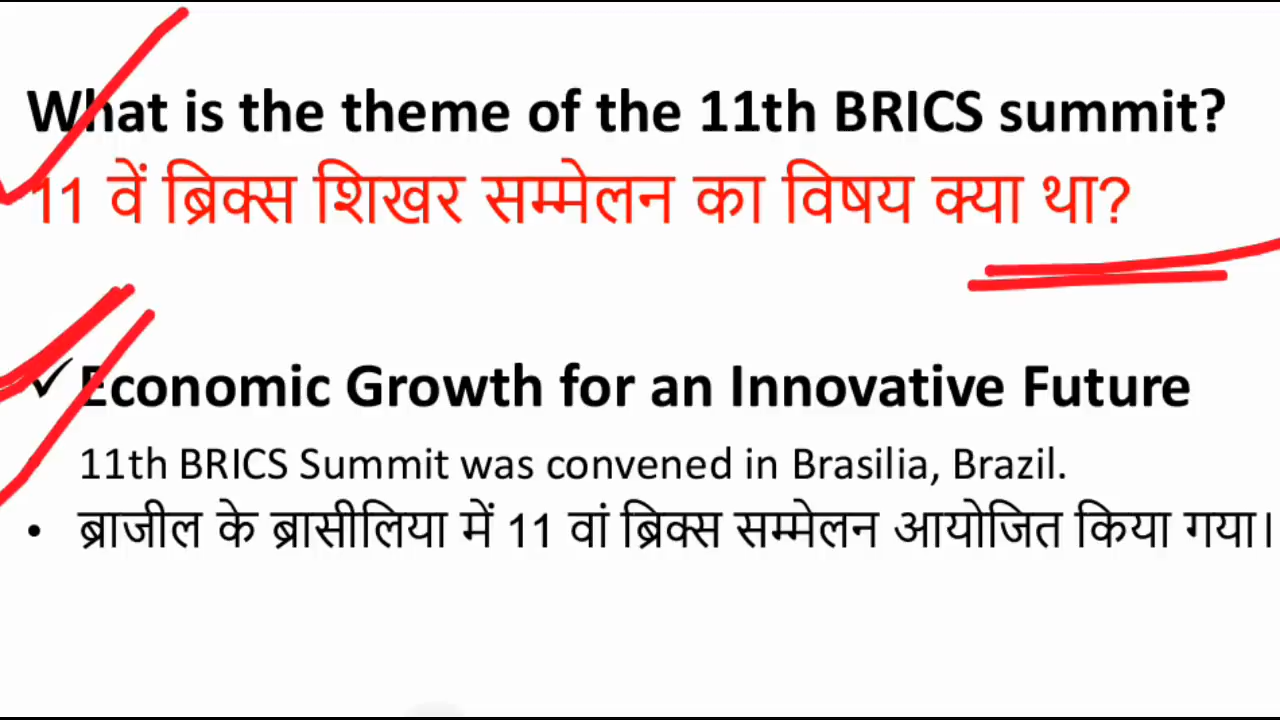 What is the theme of the 11th BRICS summit?
11 वें ब्रिक्स शिखर सम्मेलन का विषय क्या था?
✓ Economic Growth for an Innovative Future
11th BRICS Summit was convened in Brasilia, Brazil.
• ब्राजील के ब्रासीलिया में 11 वां ब्रिक्स सम्मेलन आयोजित किया गया।